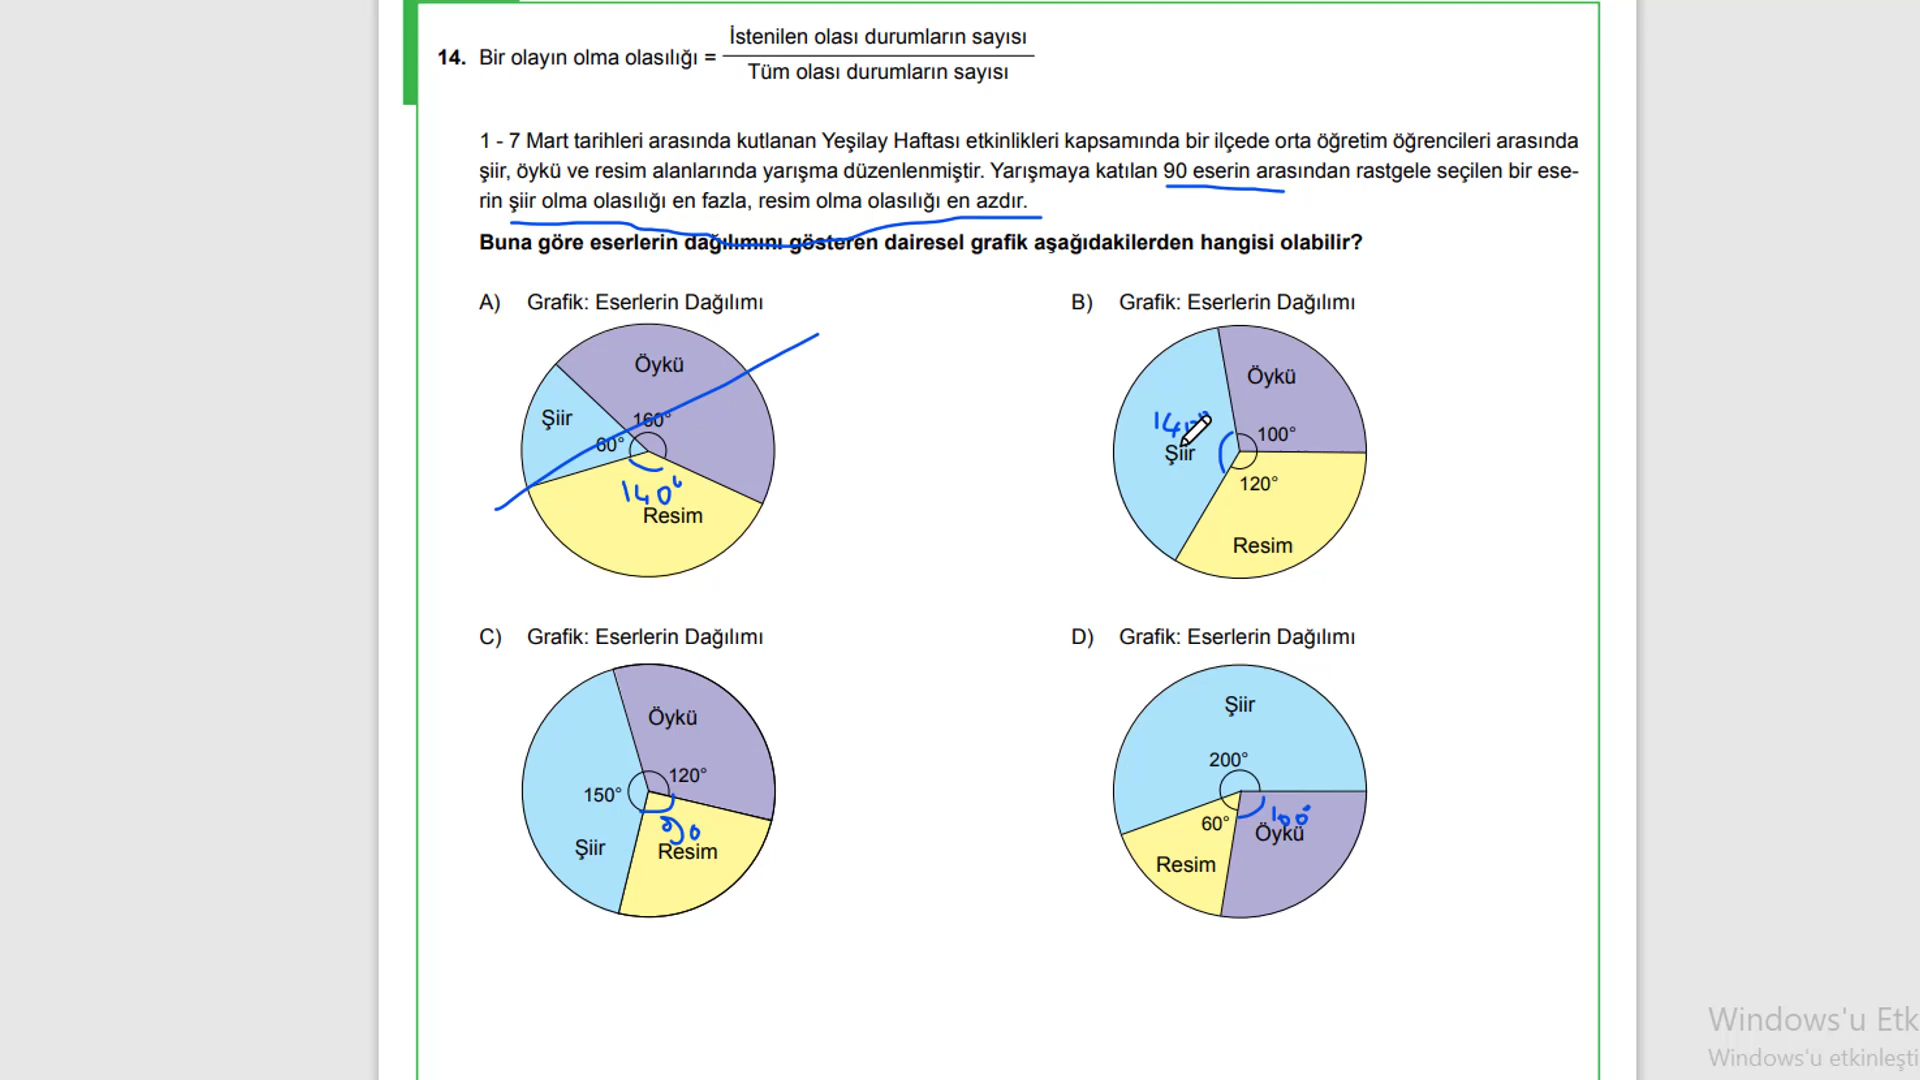 14. Bir olayın olma olasılığı = İstenilen olası durumların sayısı
Tüm olası durumların sayısı
1 - 7 Mart tarihleri arasında kutlanan Yeşilay Haftası etkinlikleri kapsamında bir ilçede orta öğretim öğrencileri arasında
şiir, öykü ve resim alanlarında yarışma düzenlenmiştir. Yarışmaya katılan 90 eserin arasından rastgele seçilen bir ese-
rin şiir olma olasılığı en fazla, resim olma olasılığı en azdır.
Buna göre eserlerin dağılımını gösteren dairesel grafik aşağıdakilerden hangisi olabilir?
A) Grafik: Eserlerin Dağılımı
Öykü
Şiir
160°
60°
140°
Resim
B) Grafik: Eserlerin Dağılımı
Öykü
100°
Şiir
120°
Resim
C) Grafik: Eserlerin Dağılımı
Öykü
120°
150°
90
Şiir
Resim
D) Grafik: Eserlerin Dağılımı
Şiir
200°
60°
100°
Öykü
Resim
Windows'u Etk
Windows'u etkinleşti